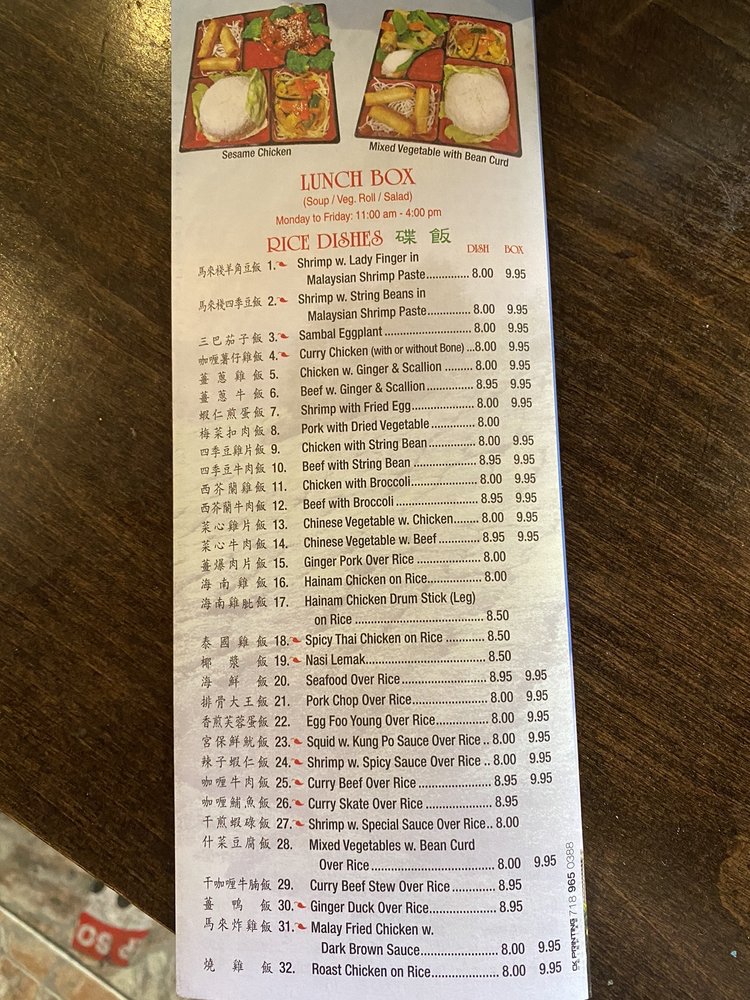 Sesame Chicken
Mixed Vegetable with Bean Curd
LUNCH BOX
(Soup / Veg. Roll / Salad)
Monday to Friday: 11:00 am - 4:00 pm
RICE DISHES 碟飯 DISH BOX
馬來棧羊角豆飯 1. Shrimp w. Lady Finger in
Malaysian Shrimp Paste............. 8.00 9.95
馬來棧四季豆飯 2. Shrimp w. String Beans in
Malaysian Shrimp Paste............. 8.00 9.95
三巴茄子飯 3. Sambal Eggplant ......................... 8.00 9.95
咖喱薯仔雞飯 4. Curry Chicken (with or without Bone) ...8.00 9.95
薑蔥雞飯 5. Chicken w. Ginger & Scallion ......... 8.00 9.95
薑蔥牛飯 6. Beef w. Ginger & Scallion .............. 8.95 9.95
蝦仁煎蛋飯 7. Shrimp with Fried Egg................... 8.00 9.95
梅菜扣肉飯 8. Pork with Dried Vegetable .............. 8.00
四季豆雞片飯 9. Chicken with String Bean .............. 8.00 9.95
四季豆牛肉飯 10. Beef with String Bean ................... 8.95 9.95
西芥蘭雞飯 11. Chicken with Broccoli.................... 8.00 9.95
西芥蘭牛肉飯 12. Beef with Broccoli ......................... 8.95 9.95
菜心雞片飯 13. Chinese Vegetable w. Chicken........ 8.00 9.95
菜心牛肉飯 14. Chinese Vegetable w. Beef ............ 8.95 9.95
薑爆肉片飯 15. Ginger Pork Over Rice ................... 8.00
海南雞飯 16. Hainam Chicken on Rice................ 8.00
海南雞肶飯 17. Hainam Chicken Drum Stick (Leg)
on Rice ....................................... 8.50
泰國雞飯 18. Spicy Thai Chicken on Rice ........... 8.50
椰漿飯 19. Nasi Lemak................................... 8.50
海鮮飯 20. Seafood Over Rice......................... 8.95 9.95
排骨大王飯 21. Pork Chop Over Rice...................... 8.00 9.95
香煎芙蓉蛋飯 22. Egg Foo Young Over Rice............... 8.00 9.95
宮保鮮魷飯 23. Squid w. Kung Po Sauce Over Rice .. 8.00 9.95
辣子蝦仁飯 24. Shrimp w. Spicy Sauce Over Rice .. 8.00 9.95
咖喱牛肉飯 25. Curry Beef Over Rice ..................... 8.95 9.95
咖喱鯆魚飯 26. Curry Skate Over Rice .................... 8.95
干煎蝦碌飯 27. Shrimp w. Special Sauce Over Rice.. 8.00
什菜豆腐飯 28. Mixed Vegetables w. Bean Curd
Over Rice ..................................... 8.00 9.95
干咖喱牛腩飯 29. Curry Beef Stew Over Rice ............. 8.95
薑鴨飯 30. Ginger Duck Over Rice.................... 8.95
馬來炸雞飯 31. Malay Fried Chicken w.
Dark Brown Sauce........................ 8.00 9.95
燒雞飯 32. Roast Chicken on Rice.................... 8.00 9.95
PRINTING 718 965 0388